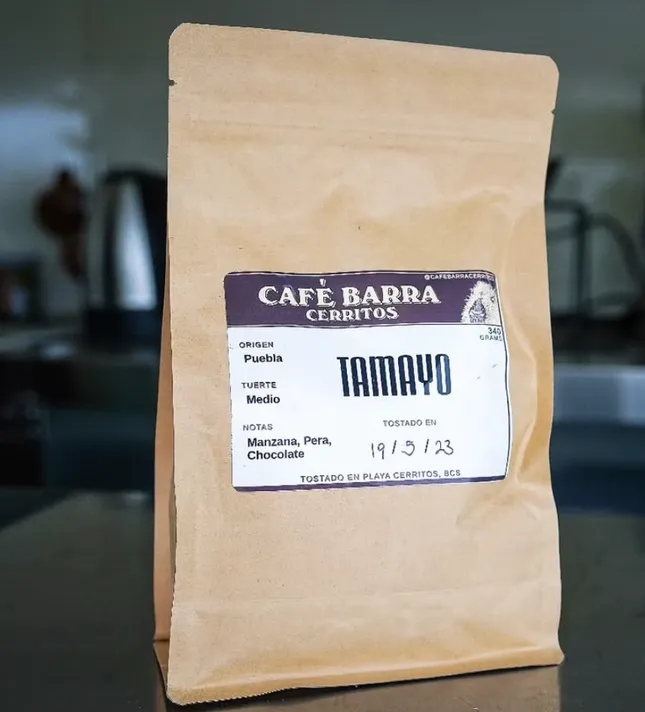 @CAFEBARRACERRITOS
CAFÉ BARRA
CERRITOS
340
GRAMS
ORIGEN
Puebla
TAMAYO
TUERTE
Medio
NOTAS
Manzana, Pera,
Chocolate
TOSTADO EN
19/5/23
TOSTADO EN PLAYA CERRITOS, BCS